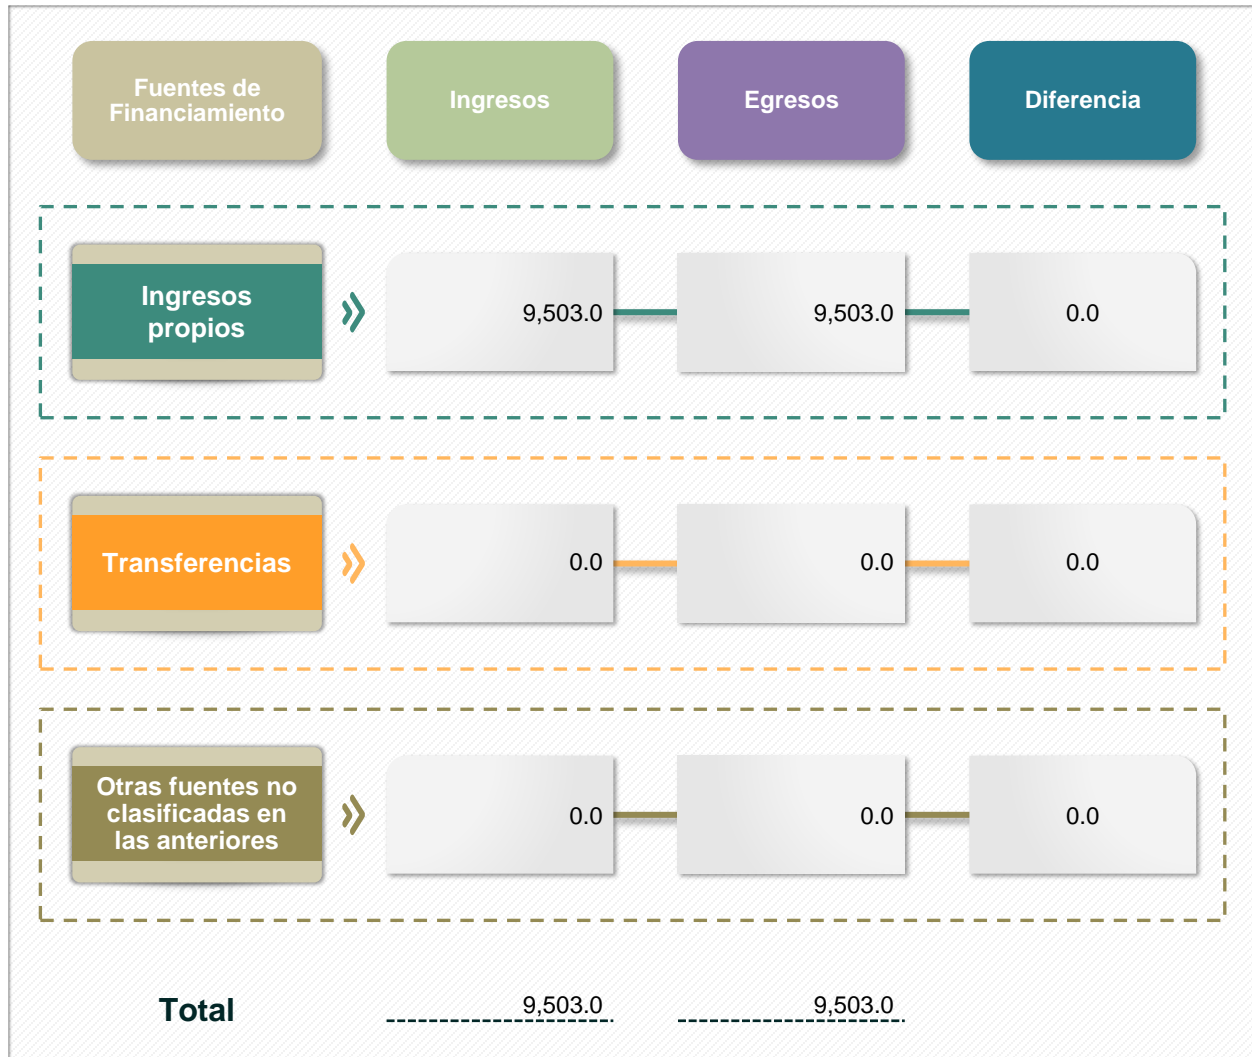 Fuentes de
Financiamiento
Ingresos
Egresos
Diferencia
Ingresos
propios
9,503.0
9,503.0
0.0
Transferencias
0.0
0.0
0.0
Otras fuentes no
clasificadas en
las anteriores
0.0
0.0
0.0
Total
9,503.0
9,503.0